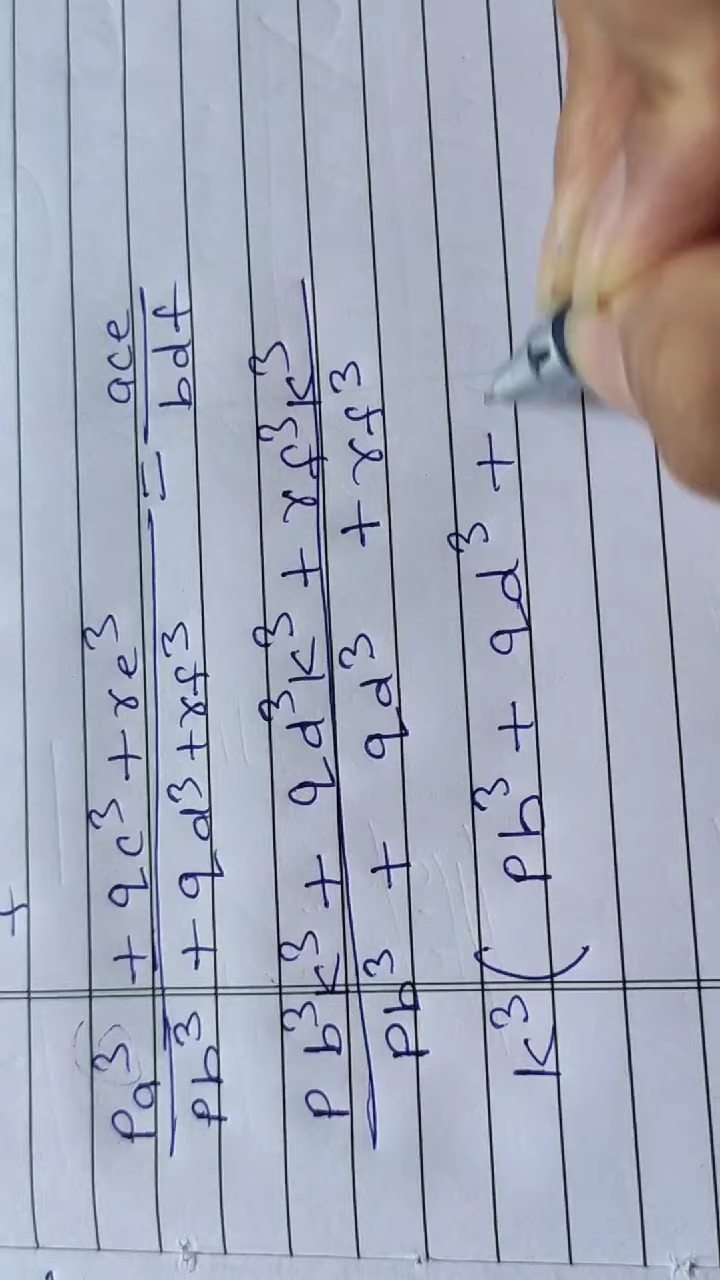 pa³ + qc³ + re³ / pb³ + qd³ + rf³ = ace / bdf
pb³k³ + qd³k³ + rf³k³ / pb³ + qd³ + rf³
k³ ( pb³ + qd³ +